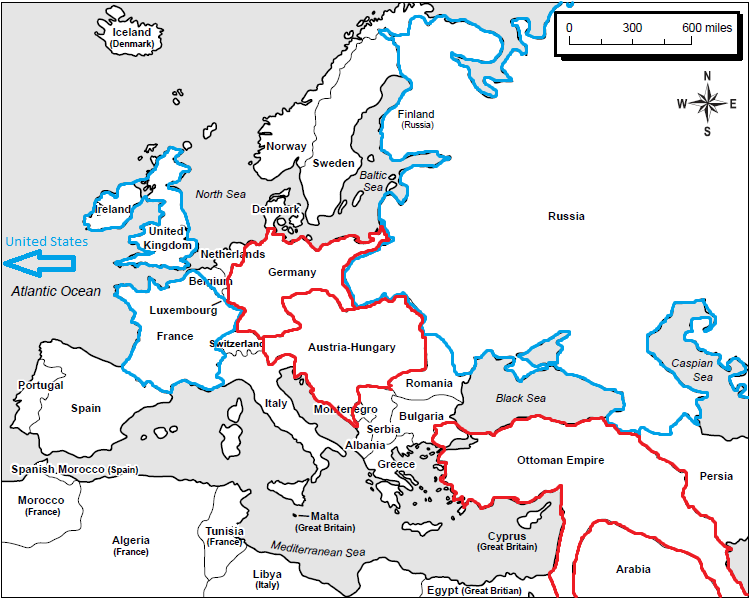 Iceland
(Denmark)
0 300 600 miles
N
W E
S
Finland
(Russia)
Norway
Sweden
Baltic
Sea
North Sea
Russia
Ireland
Denmark
United
Kingdom
United States
Netherlands
Germany
Belgium
Atlantic Ocean
Luxembourg
France
Switzerland
Austria-Hungary
Caspian
Sea
Portugal
Spain
Italy
Romania
Black Sea
Montenegro
Bulgaria
Serbia
Albania
Greece
Ottoman Empire
Persia
Spanish Morocco (Spain)
Morocco
(France)
Malta
(Great Britain)
Algeria
(France)
Tunisia
(France)
Cyprus
(Great Britain)
Mediterranean Sea
Arabia
Libya
(Italy)
Egypt (Great Britian)